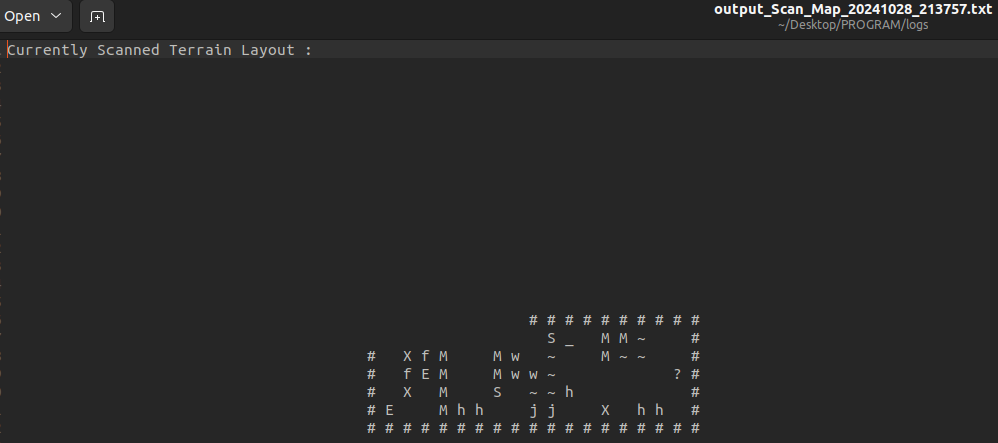 Open
output_Scan_Map_20241028_213757.txt
~/Desktop/PROGRAM/logs
Currently Scanned Terrain Layout :
                  # # # # # # # # # #
                    S _   M M ~     #
#   X f M     M w   ~     M ~ ~     #
#   f E M     M w w ~             ? #
#   X   M     S   ~ ~ h             #
# E     M h h     j j     X   h h   #
# # # # # # # # # # # # # # # # # # #